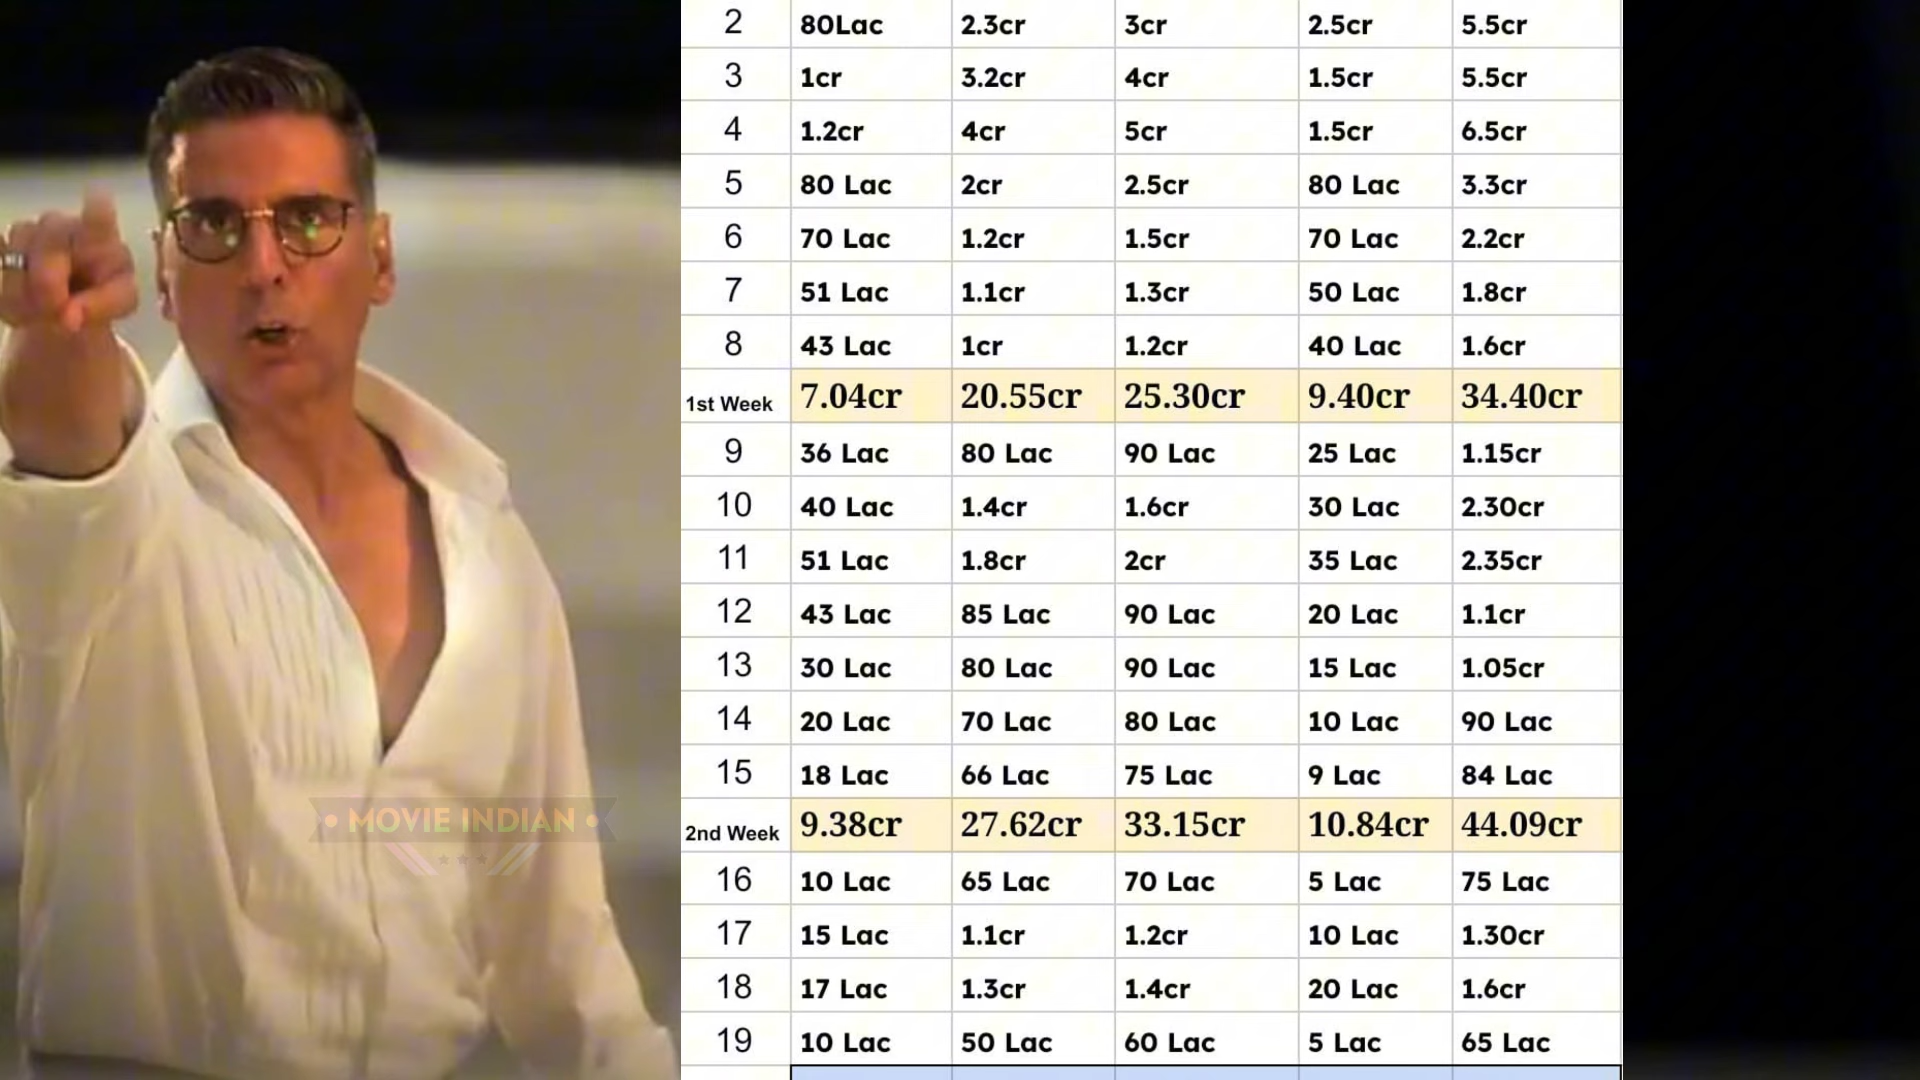 2 80Lac 2.3cr 3cr 2.5cr 5.5cr
3 1cr 3.2cr 4cr 1.5cr 5.5cr
4 1.2cr 4cr 5cr 1.5cr 6.5cr
5 80 Lac 2cr 2.5cr 80 Lac 3.3cr
6 70 Lac 1.2cr 1.5cr 70 Lac 2.2cr
7 51 Lac 1.1cr 1.3cr 50 Lac 1.8cr
8 43 Lac 1cr 1.2cr 40 Lac 1.6cr
1st Week 7.04cr 20.55cr 25.30cr 9.40cr 34.40cr
9 36 Lac 80 Lac 90 Lac 25 Lac 1.15cr
10 40 Lac 1.4cr 1.6cr 30 Lac 2.30cr
11 51 Lac 1.8cr 2cr 35 Lac 2.35cr
12 43 Lac 85 Lac 90 Lac 20 Lac 1.1cr
13 30 Lac 80 Lac 90 Lac 15 Lac 1.05cr
14 20 Lac 70 Lac 80 Lac 10 Lac 90 Lac
15 18 Lac 66 Lac 75 Lac 9 Lac 84 Lac
2nd Week 9.38cr 27.62cr 33.15cr 10.84cr 44.09cr
16 10 Lac 65 Lac 70 Lac 5 Lac 75 Lac
17 15 Lac 1.1cr 1.2cr 10 Lac 1.30cr
18 17 Lac 1.3cr 1.4cr 20 Lac 1.6cr
19 10 Lac 50 Lac 60 Lac 5 Lac 65 Lac
• MOVIE INDIAN •